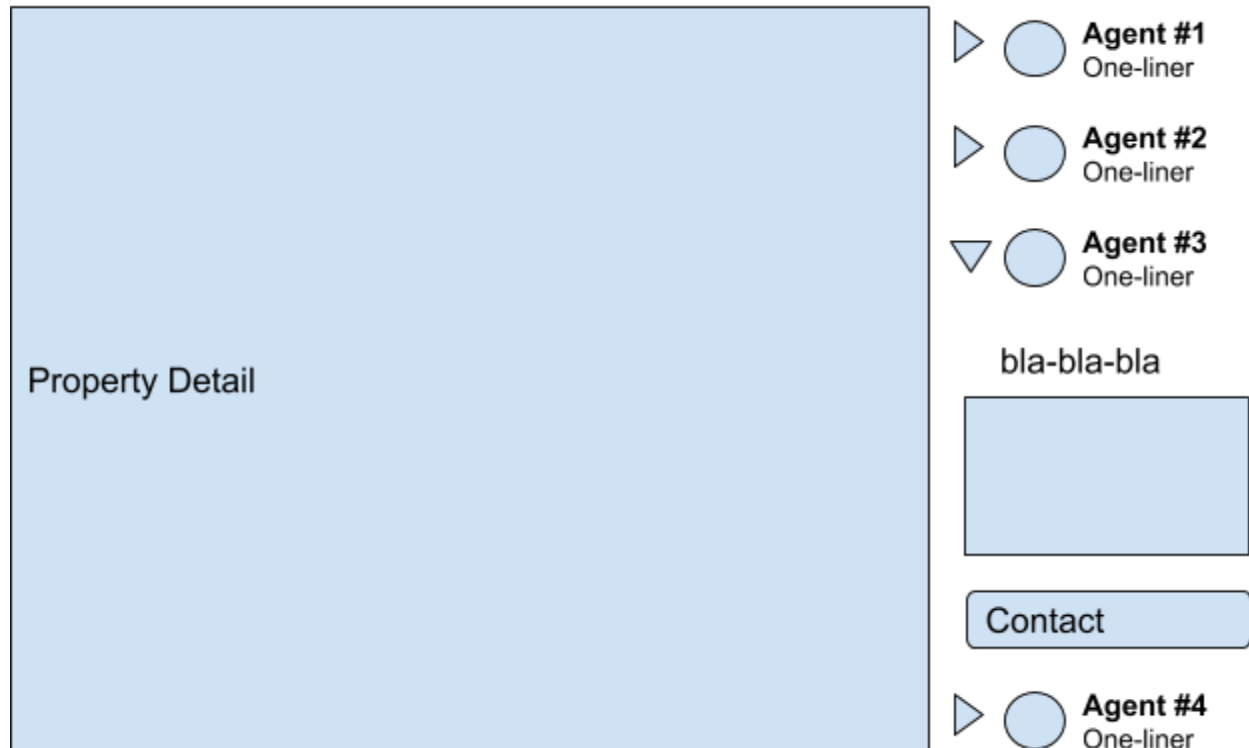 Property Detail
Agent #1
One-liner
Agent #2
One-liner
Agent #3
One-liner
bla-bla-bla
Contact
Agent #4
One-liner